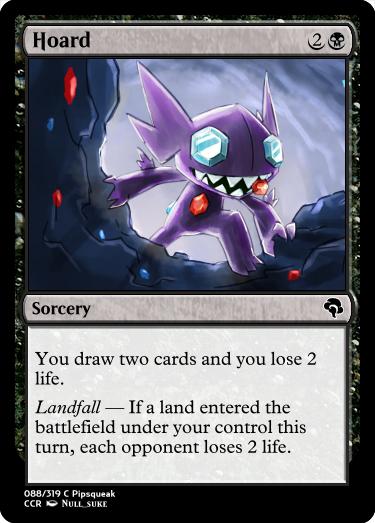 Hoard 2
Sorcery
You draw two cards and you lose 2
life.
Landfall — If a land entered the
battlefield under your control this
turn, each opponent loses 2 life.
088/319 C Pipsqueak
CCR Null_suke